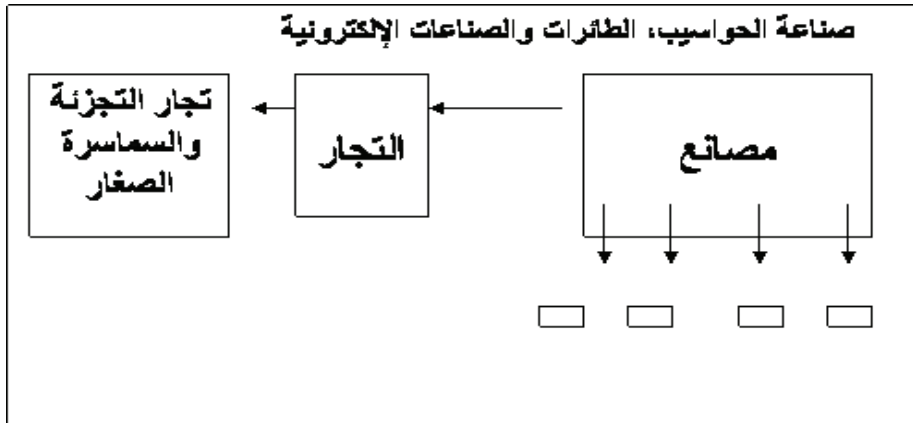 صناعة الحواسيب، الطائرات والصناعات الإلكترونية
مصانع
التجار
تجار التجزئة
والسماسرة
الصغار